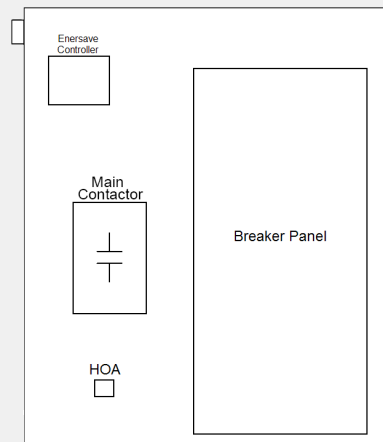 Enersave
Controller
Main
Contactor
Breaker Panel
HOA